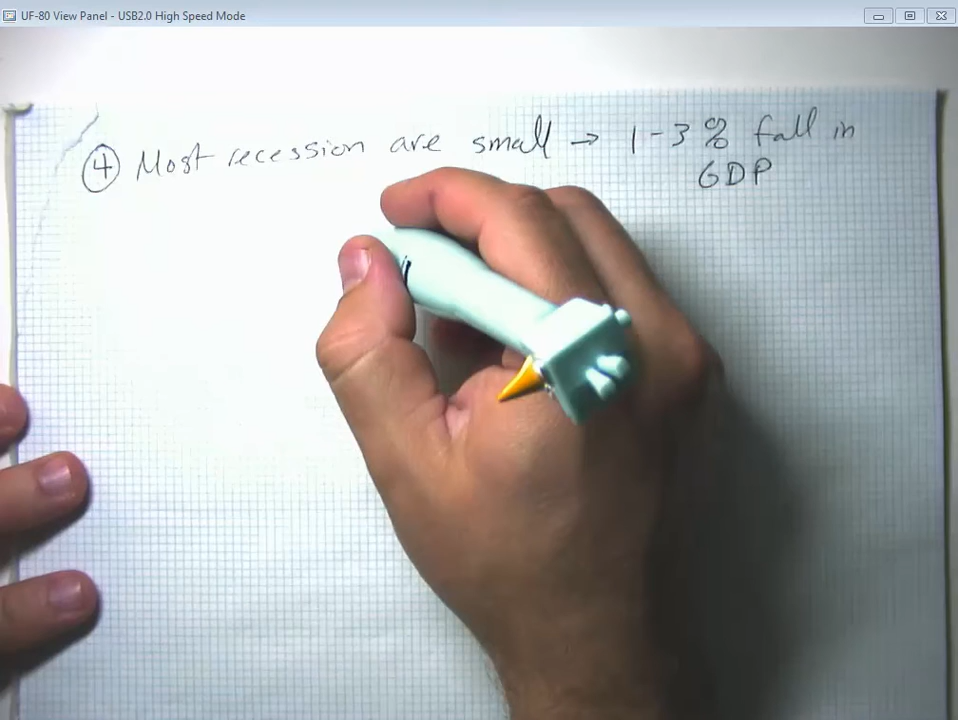 UF-80 View Panel - USB2.0 High Speed Mode
④ Most recession are small → 1-3% fall in
GDP